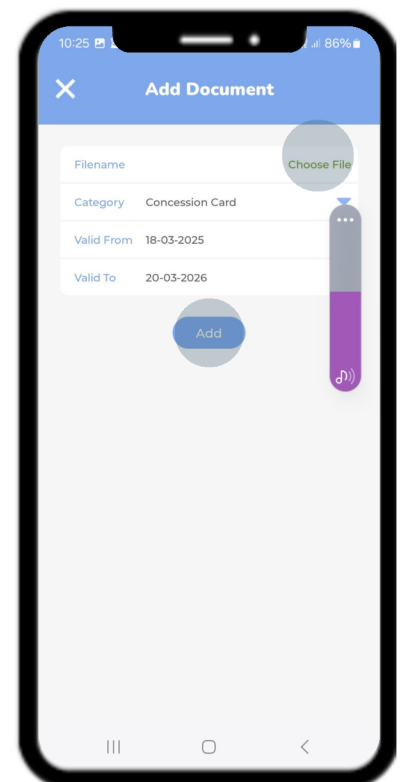 10:25
86%
Add Document
Filename Choose File
Category Concession Card
Valid From 18-03-2025
Valid To 20-03-2026
Add